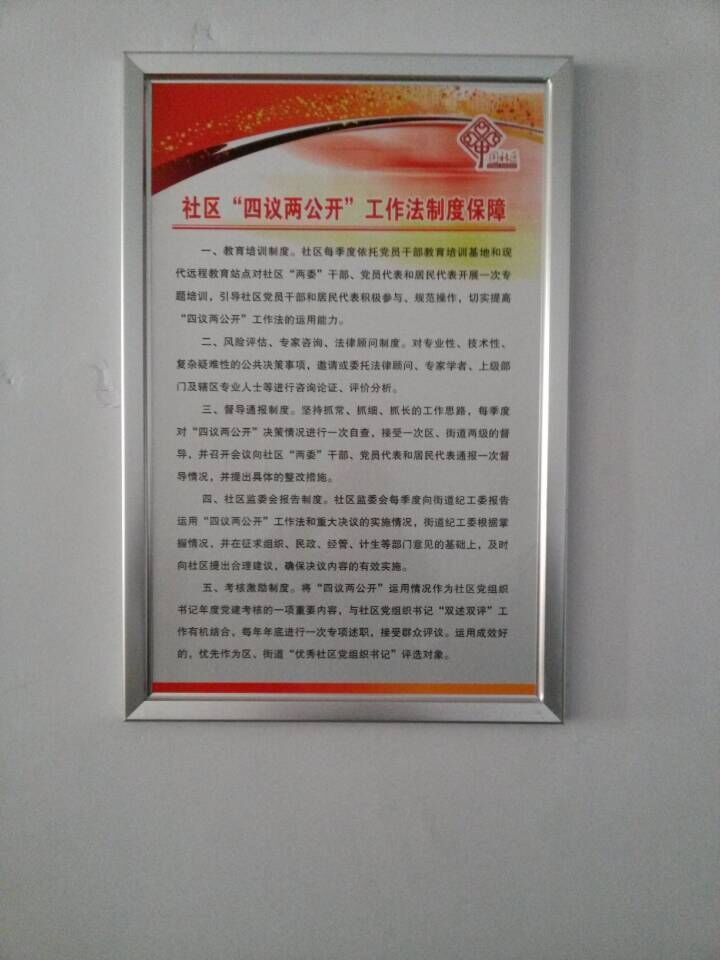 社区“四议两公开”工作法制度保障
一、教育培训制度。社区每季度依托党员干部教育培训基地和现
代远程教育站点对社区“两委”干部、党员代表和居民代表开展一次专
题培训，引导社区党员干部和居民代表积极参与、规范操作，切实提高
“四议两公开”工作法的运用能力。
二、风险评估、专家咨询、法律顾问制度。对专业性、技术性、
复杂疑难性的公共决策事项，邀请或委托法律顾问、专家学者、上级部
门及辖区专业人士等进行咨询论证、评价分析。
三、督导通报制度。坚持抓常、抓细、抓长的工作思路，每季度
对“四议两公开”决策情况进行一次自查，接受一次区、街道两级的督
导，并召开会议向社区“两委”干部、党员代表和居民代表通报一次督
导情况，并提出具体的整改措施。
四、社区监委会报告制度。社区监委会每季度向街道纪工委报告
运用“四议两公开”工作法和重大决议的实施情况，街道纪工委根据掌
握情况，并在征求组织、民政、经管、计生等部门意见的基础上，及时
向社区提出合理建议，确保决议内容的有效实施。
五、考核激励制度。将“四议两公开”运用情况作为社区党组织
书记年度党建考核的一项重要内容，与社区党组织书记“双述双评”工
作有机结合，每年年底进行一次专项述职，接受群众评议。运用成效好
的，优先作为区、街道“优秀社区党组织书记”评选对象。